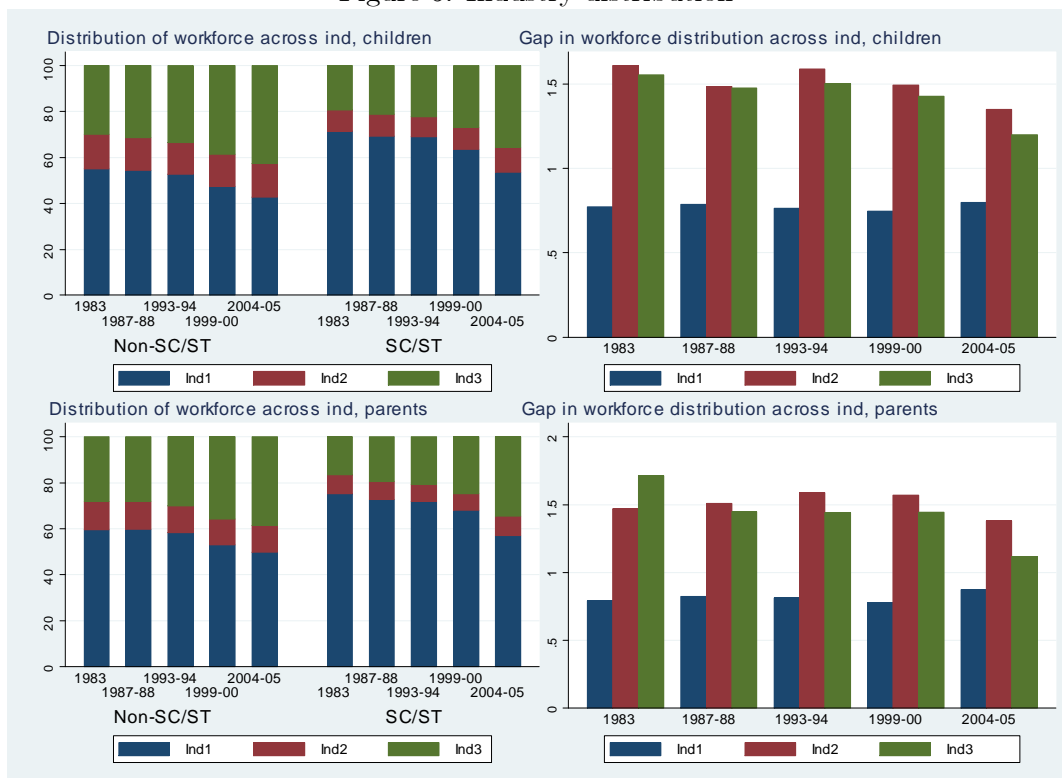 Distribution of workforce across ind, children
100
80
60
40
20
0
1983 1993-94 2004-05 1987-88 1999-00
1987-88 1999-00 1983 1993-94 2004-05
Non-SC/ST SC/ST
Ind1 Ind2 Ind3
Gap in workforce distribution across ind, children
1.5
1
.5
0
1983 1987-88 1993-94 1999-00 2004-05
Ind1 Ind2 Ind3
Distribution of workforce across ind, parents
100
80
60
40
20
0
1983 1993-94 2004-05 1987-88 1999-00
1987-88 1999-00 1983 1993-94 2004-05
Non-SC/ST SC/ST
Ind1 Ind2 Ind3
Gap in workforce distribution across ind, parents
2
1.5
1
.5
0
1983 1987-88 1993-94 1999-00 2004-05
Ind1 Ind2 Ind3